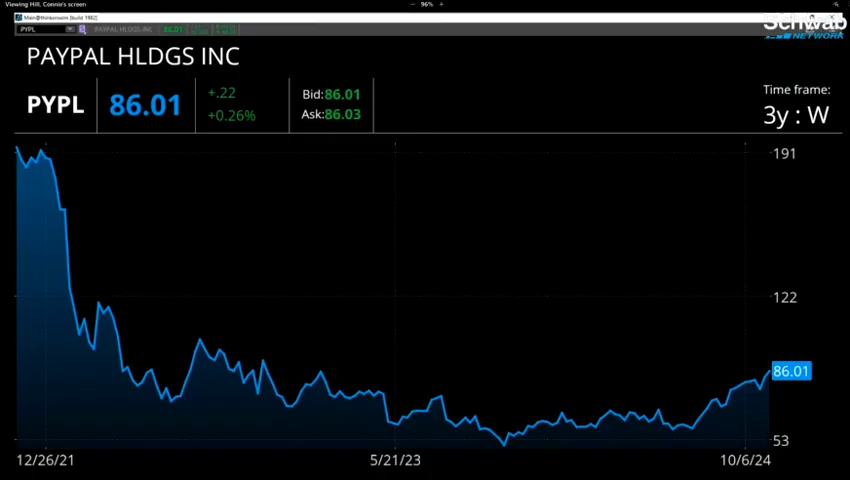 Viewing Hill, Connie's screen
96%
Main@thinkorswim [build 1982]
PYPL PAYPAL HLDGS INC 86.01
Schwab
NETWORK
PAYPAL HLDGS INC
PYPL 86.01
+.22
+0.26%
Bid:86.01
Ask:86.03
Time frame:
3y : W
191
122
86.01
53
12/26/21 5/21/23 10/6/24